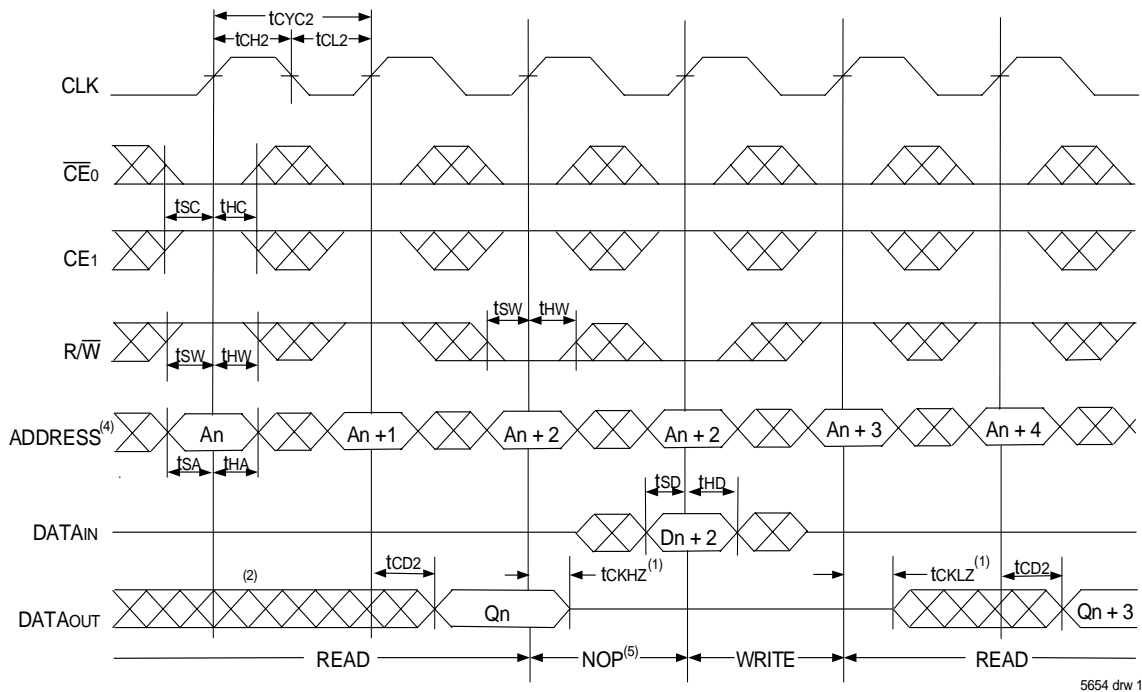 tCYC2
tCH2 tCL2
CLK
CE0
tSC tHC
CE1
tSW tHW
R/W
tSW tHW
ADDRESS(4) An An +1 An + 2 An + 2 An + 3 An + 4
tSA tHA
tSD tHD
DATAIN Dn + 2
tCD2 tCKHZ(1) tCKLZ(1) tCD2
(2)
DATAOUT Qn Qn + 3
READ NOP(5) WRITE READ
5654 drw 1